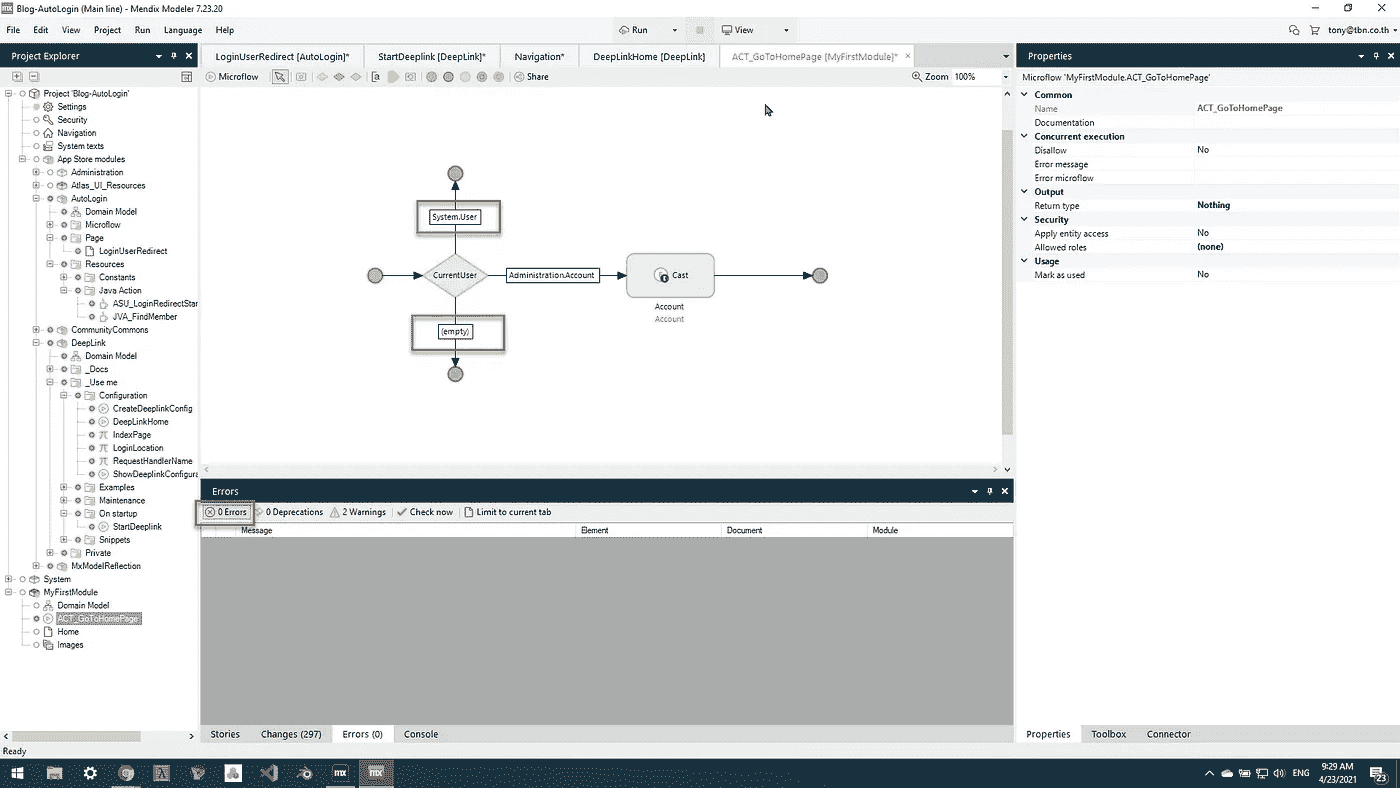 Blog-AutoLogin (Main line) - Mendix Modeler 7.23.20
File Edit View Project Run Language Help
Run View tony@tbn.co.th
Project Explorer
Project 'Blog-AutoLogin'
Settings
Security
Navigation
System texts
App Store modules
Administration
Atlas_UI_Resources
AutoLogin
Domain Model
Microflow
Page
LoginUserRedirect
Resources
Constants
Java Action
ASU_LoginRedirectStar
JVA_FindMember
CommunityCommons
DeepLink
Domain Model
_Docs
_Use me
Configuration
CreateDeeplinkConfig
DeepLinkHome
IndexPage
LoginLocation
RequestHandlerName
ShowDeeplinkConfigura
Examples
Maintenance
On startup
StartDeeplink
Snippets
Private
MxModelReflection
System
MyFirstModule
Domain Model
ACT_GoToHomePage
Home
Images
LoginUserRedirect [AutoLogin]* StartDeeplink [DeepLink]* Navigation* DeepLinkHome [DeepLink] ACT_GoToHomePage [MyFirstModule]*
Microflow Share Zoom 100%
System.User
CurrentUser Administration.Account Cast
Account
Account
(empty)
Errors
0 Errors 0 Deprecations 2 Warnings Check now Limit to current tab
Message Element Document Module
Stories Changes (297) Errors (0) Console
Properties
Microflow 'MyFirstModule.ACT_GoToHomePage'
Common
Name ACT_GoToHomePage
Documentation
Concurrent execution
Disallow No
Error message
Error microflow
Output
Return type Nothing
Security
Apply entity access No
Allowed roles (none)
Usage
Mark as used No
Properties Toolbox Connector
Ready
mx mx ENG 9:29 AM
4/23/2021 23